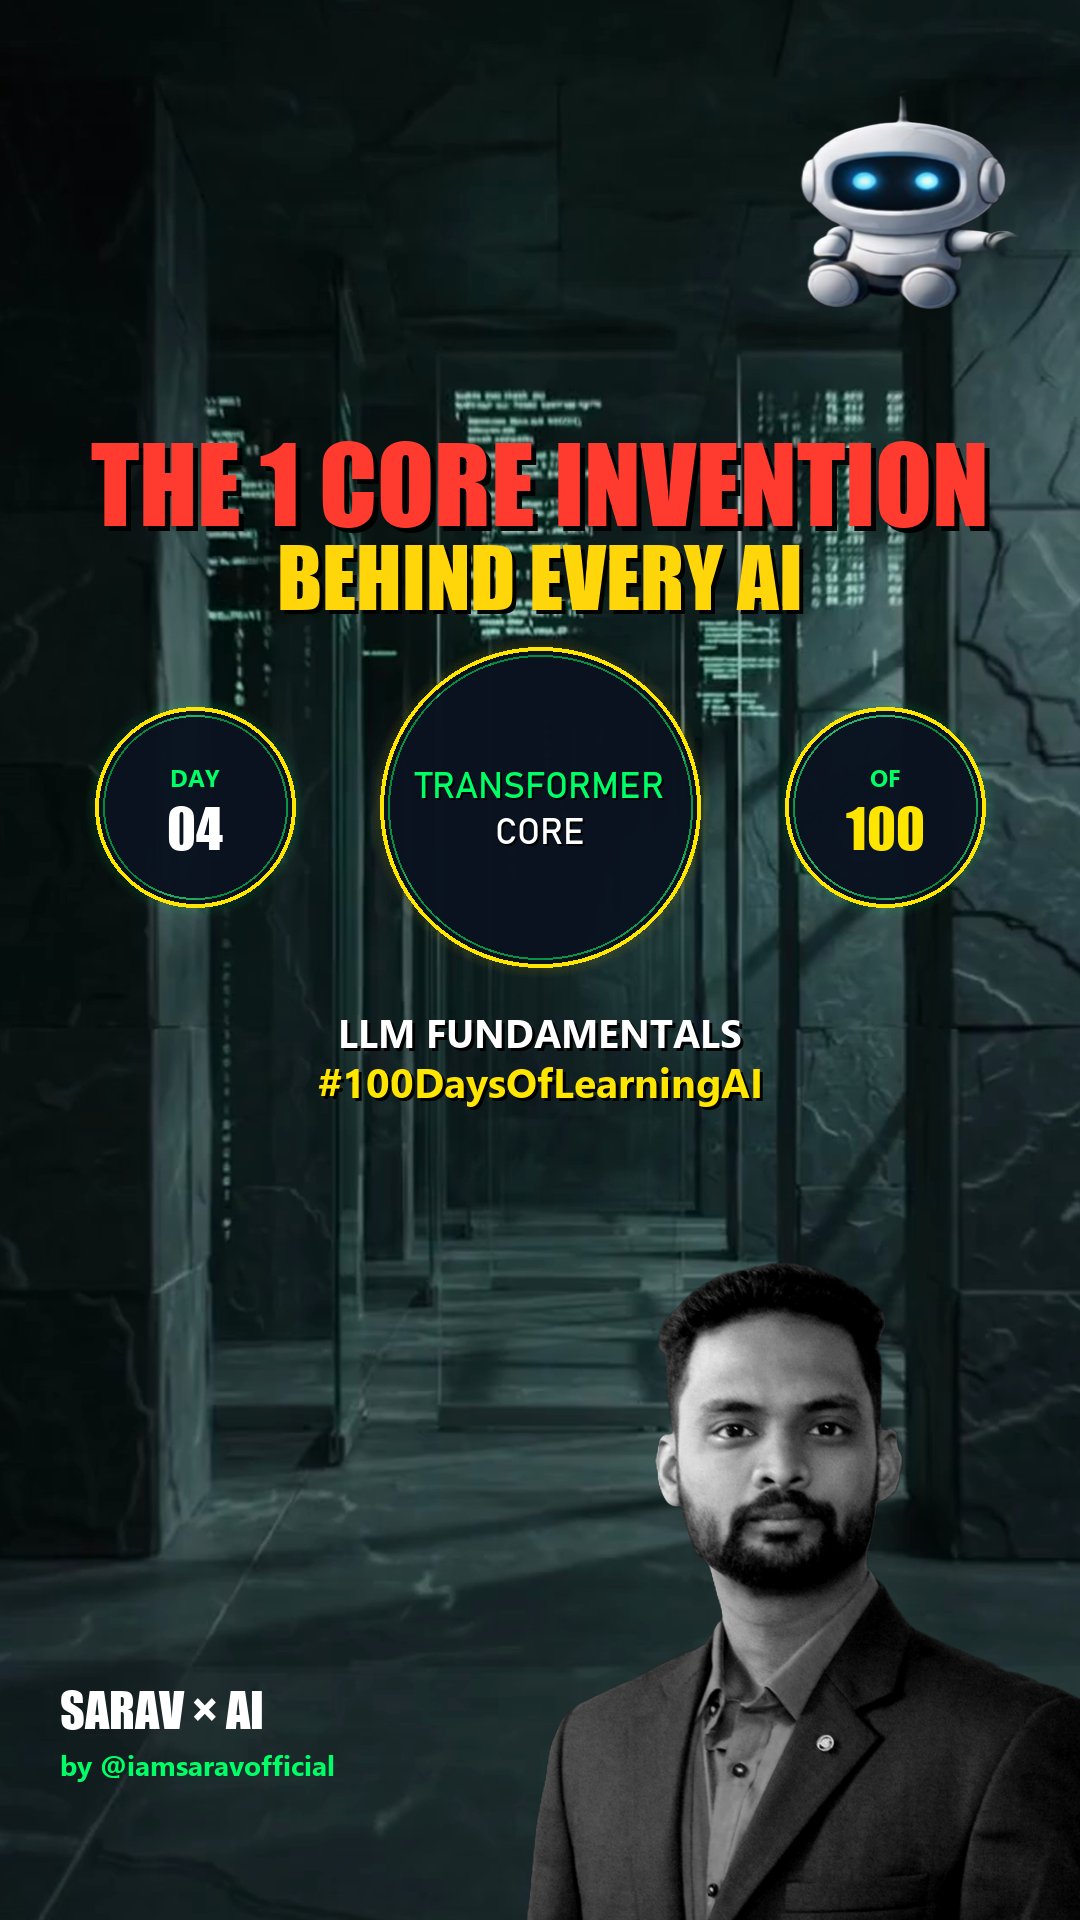 THE 1 CORE INVENTION
BEHIND EVERY AI
DAY
04
TRANSFORMER
CORE
OF
100
LLM FUNDAMENTALS
#100DaysOfLearningAI
SARAV × AI
by @iamsaravofficial